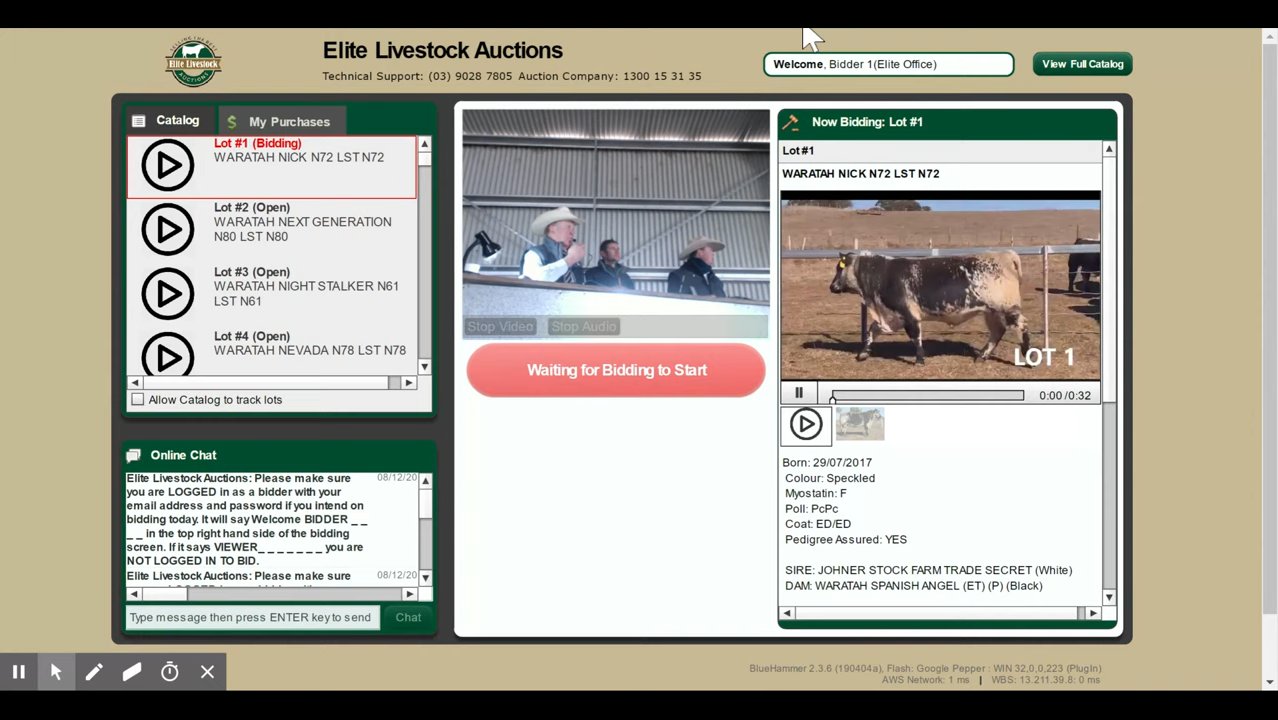 Elite Livestock Auctions
Technical Support: (03) 9028 7805 Auction Company: 1300 15 31 35
Welcome, Bidder 1(Elite Office)
View Full Catalog
Elite Livestock
AUCTIONS
Catalog
My Purchases
Lot #1 (Bidding)
WARATAH NICK N72 LST N72
Lot #2 (Open)
WARATAH NEXT GENERATION
N80 LST N80
Lot #3 (Open)
WARATAH NIGHT STALKER N61
LST N61
Lot #4 (Open)
WARATAH NEVADA N78 LST N78
Allow Catalog to track lots
Online Chat
Elite Livestock Auctions: Please make sure 08/12/20
you are LOGGED in as a bidder with your
email address and password if you intend on
bidding today. It will say Welcome BIDDER _ _
_ _ in the top right hand side of the bidding
screen. If it says VIEWER_ _ _ _ _ _ _ you are
NOT LOGGED IN TO BID.
Elite Livestock Auctions: Please make sure 08/12/20
Type message then press ENTER key to send
Chat
Stop Video Stop Audio
Waiting for Bidding to Start
Now Bidding: Lot #1
Lot #1
WARATAH NICK N72 LST N72
LOT 1
0:00 /0:32
Born: 29/07/2017
Colour: Speckled
Myostatin: F
Poll: PcPc
Coat: ED/ED
Pedigree Assured: YES
SIRE: JOHNER STOCK FARM TRADE SECRET (White)
DAM: WARATAH SPANISH ANGEL (ET) (P) (Black)
BlueHammer 2.3.6 (190404a), Flash: Google Pepper : WIN 32,0,0,223 (PlugIn)
AWS Network: 1 ms | WBS: 13.211.39.8: 0 ms